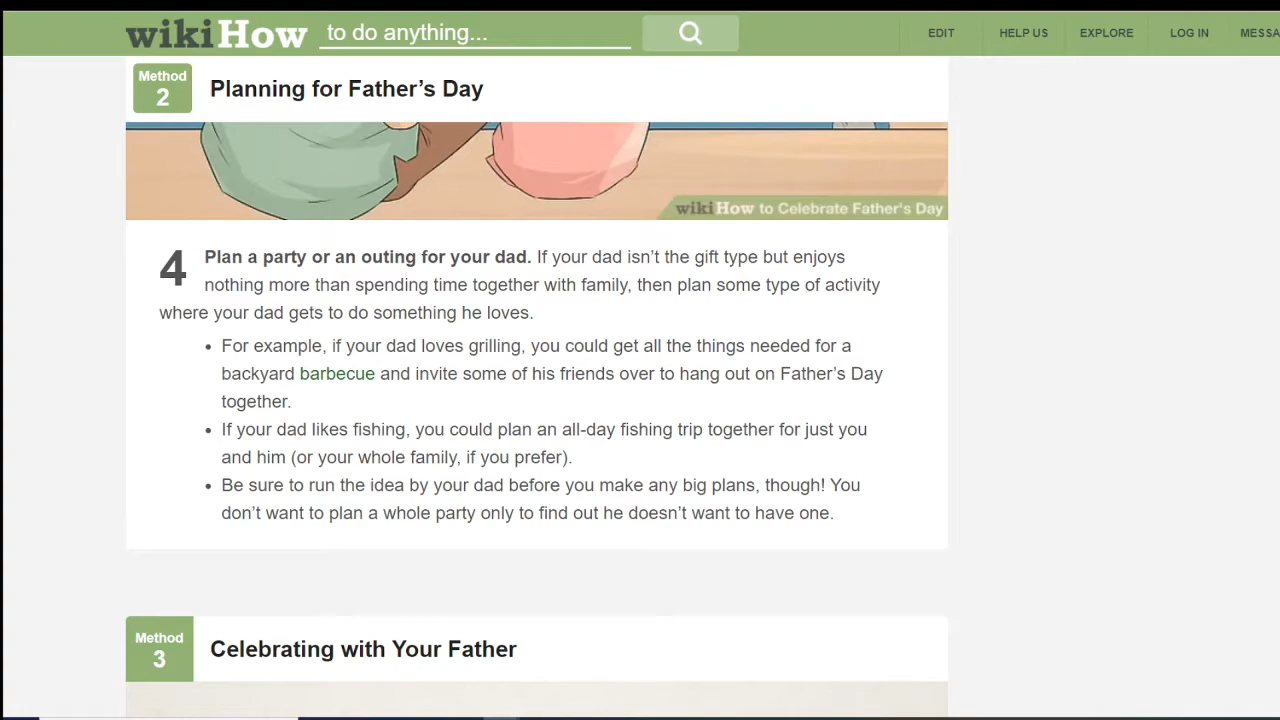 wikiHow to do anything...
EDIT HELP US EXPLORE LOG IN MESSA
Method
2
Planning for Father’s Day
wikiHow to Celebrate Father's Day
4 Plan a party or an outing for your dad. If your dad isn’t the gift type but enjoys
nothing more than spending time together with family, then plan some type of activity
where your dad gets to do something he loves.
• For example, if your dad loves grilling, you could get all the things needed for a
backyard barbecue and invite some of his friends over to hang out on Father’s Day
together.
• If your dad likes fishing, you could plan an all-day fishing trip together for just you
and him (or your whole family, if you prefer).
• Be sure to run the idea by your dad before you make any big plans, though! You
don’t want to plan a whole party only to find out he doesn’t want to have one.
Method
3
Celebrating with Your Father